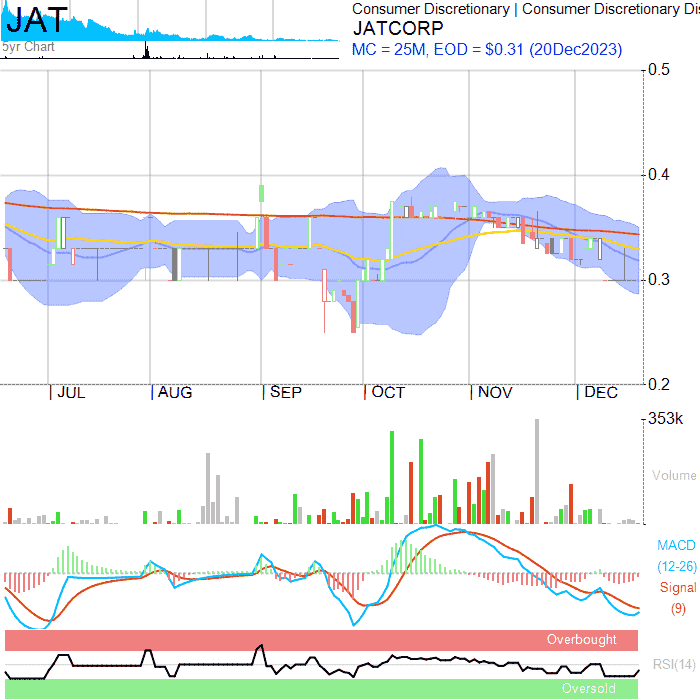 JAT
5yr Chart
Consumer Discretionary | Consumer Discretionary Dis
JATCORP
MC = 25M, EOD = $0.31 (20Dec2023)
0.5
0.4
0.3
0.2
JUL AUG SEP OCT NOV DEC
353k
Volume
MACD
(12-26)
Signal
(9)
Overbought
RSI(14)
Oversold